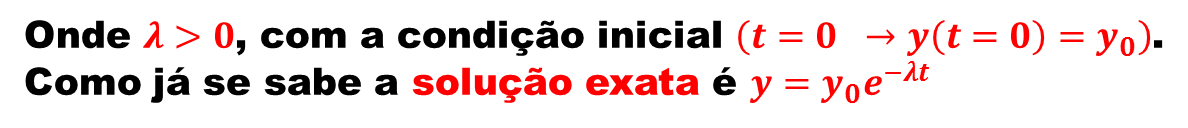 Onde λ > 0, com a condição inicial (t = 0 → y(t = 0) = y₀).
Como já se sabe a solução exata é y = y₀e^{−λt}